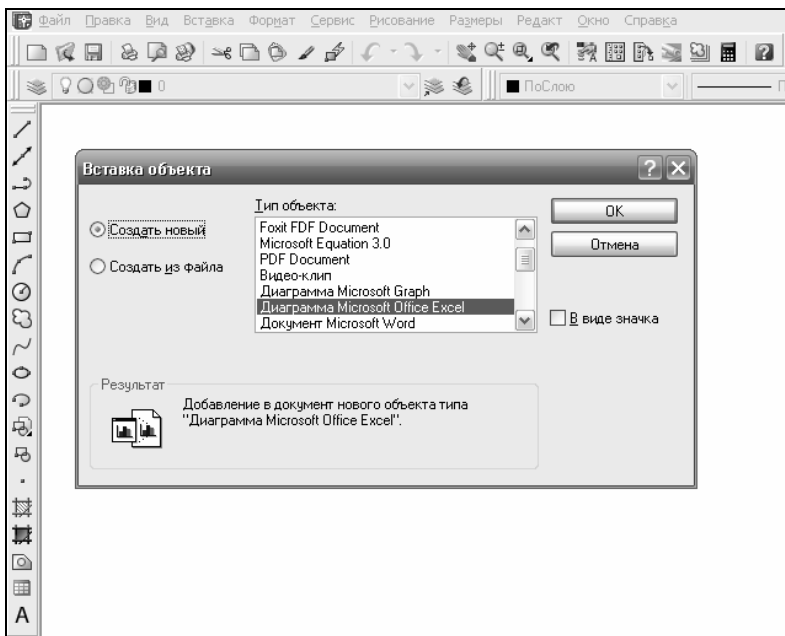 Файл Правка Вид Вставка Формат Сервис Рисование Размеры Редакт Окно Справка
0 ПоСлою
Вставка объекта
Тип объекта:
Создать новый
Создать из файла
Foxit FDF Document
Microsoft Equation 3.0
PDF Document
Видео-клип
Диаграмма Microsoft Graph
Диаграмма Microsoft Office Excel
Документ Microsoft Word
OK
Отмена
В виде значка
Результат
Добавление в документ нового объекта типа
"Диаграмма Microsoft Office Excel".
A